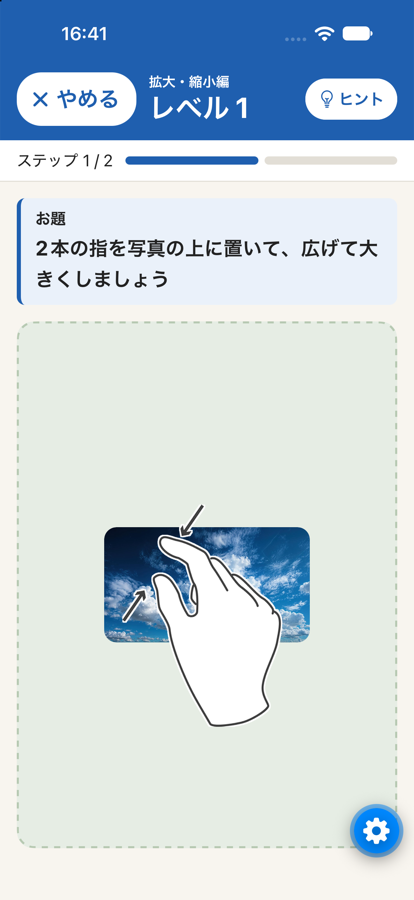 16:41
やめる
拡大・縮小編
レベル 1
ヒント
ステップ 1 / 2
お題
2本の指を写真の上に置いて、広げて大
きくしましょう